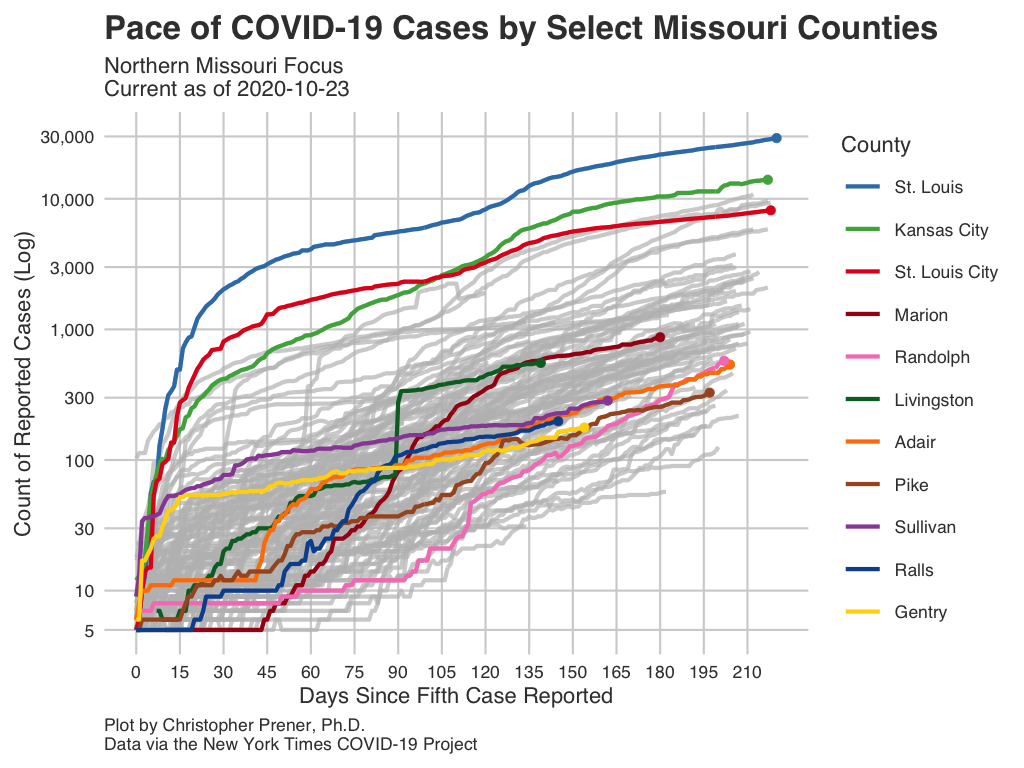 Pace of COVID-19 Cases by Select Missouri Counties
Northern Missouri Focus
Current as of 2020-10-23
Count of Reported Cases (Log)
30,000
10,000
3,000
1,000
300
100
30
10
5
0 15 30 45 60 75 90 105 120 135 150 165 180 195 210
Days Since Fifth Case Reported
County
St. Louis
Kansas City
St. Louis City
Marion
Randolph
Livingston
Adair
Pike
Sullivan
Ralls
Gentry
Plot by Christopher Prener, Ph.D.
Data via the New York Times COVID-19 Project